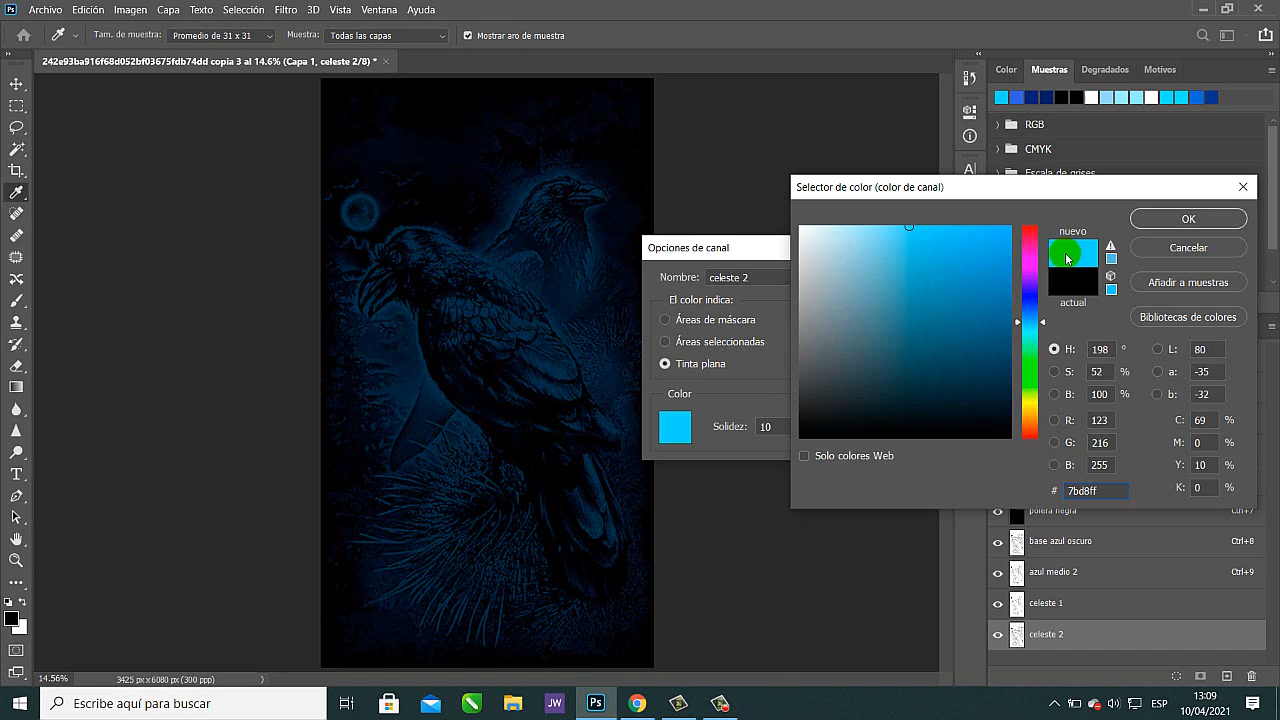 Ps Archivo Edición Imagen Capa Texto Selección Filtro 3D Vista Ventana Ayuda
Tam. de muestra: Promedio de 31 x 31 Muestra: Todas las capas Mostrar aro de muestra
242e93ba916f68d052bf03675fdb74dd copia 3 al 14.6% (Capa 1, celeste 2/8) *
Color Muestras Degradados Motivos
RGB
CMYK
Escala de grises
Selector de color (color de canal)
nuevo
actual
OK
Cancelar
Añadir a muestras
Bibliotecas de colores
H: 198 °
S: 52 %
B: 100 %
R: 123
G: 216
B: 255
# 7bd8ff
L: 80
a: -35
b: -32
C: 69 %
M: 0 %
Y: 10 %
K: 0 %
Solo colores Web
Opciones de canal
Nombre: celeste 2
El color indica:
Áreas de máscara
Áreas seleccionadas
Tinta plana
Color
Solidez: 10
polera negra Ctrl+7
base azul oscuro Ctrl+8
azul medio 2 Ctrl+9
celeste 1
celeste 2
14.56% 3425 px x 6080 px (300 ppp)
Escribe aquí para buscar
JW
Ps
ESP
13:09
10/04/2021